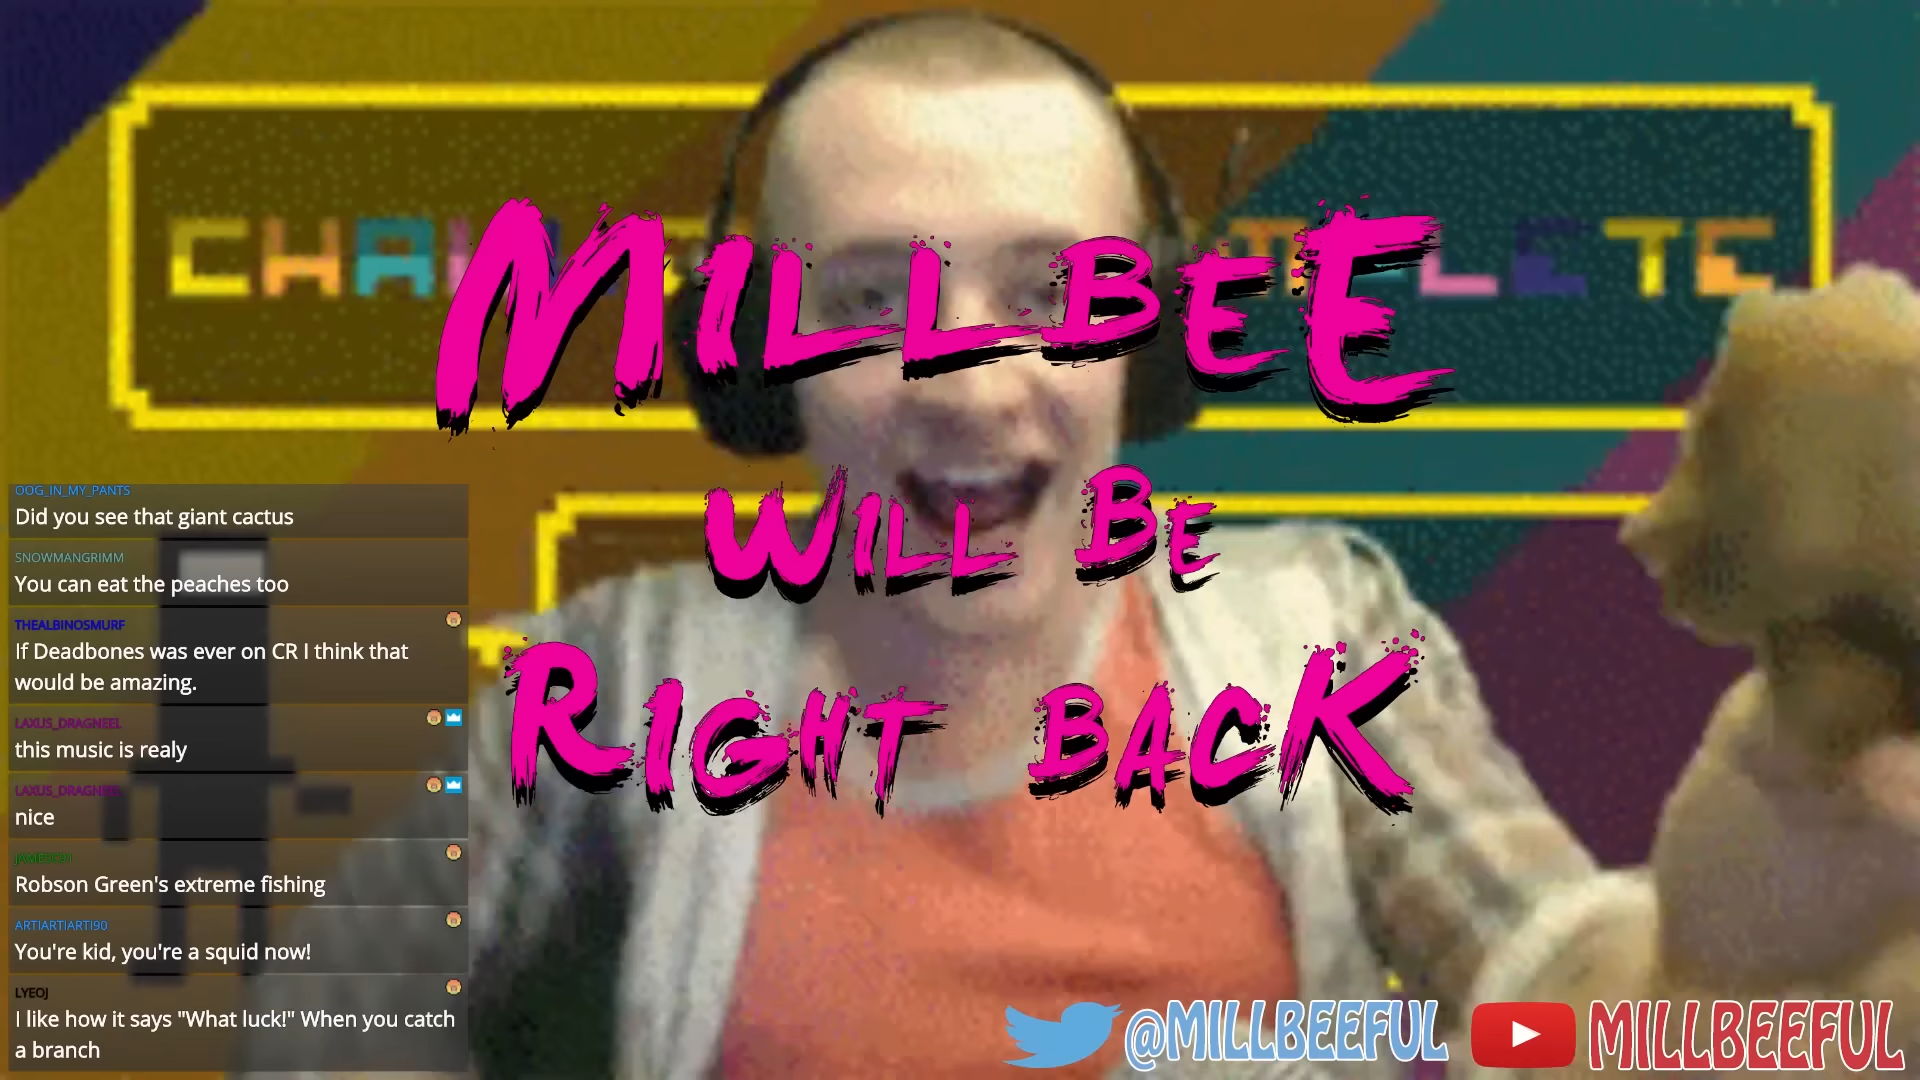 MILLBEE
WILL BE
RIGHT BACK
OOG_IN_MY_PANTS
Did you see that giant cactus
SNOWMANGRIMM
You can eat the peaches too
THEALBINOSMURF
If Deadbones was ever on CR I think that
would be amazing.
LAXUS_DRAGNEEL
this music is realy
LAXUS_DRAGNEEL
nice
Robson Green's extreme fishing
ARTIARTIARTI90
You're kid, you're a squid now!
LYEOJ
I like how it says "What luck!" When you catch
a branch
@MILLBEEFUL
MILLBEEFUL